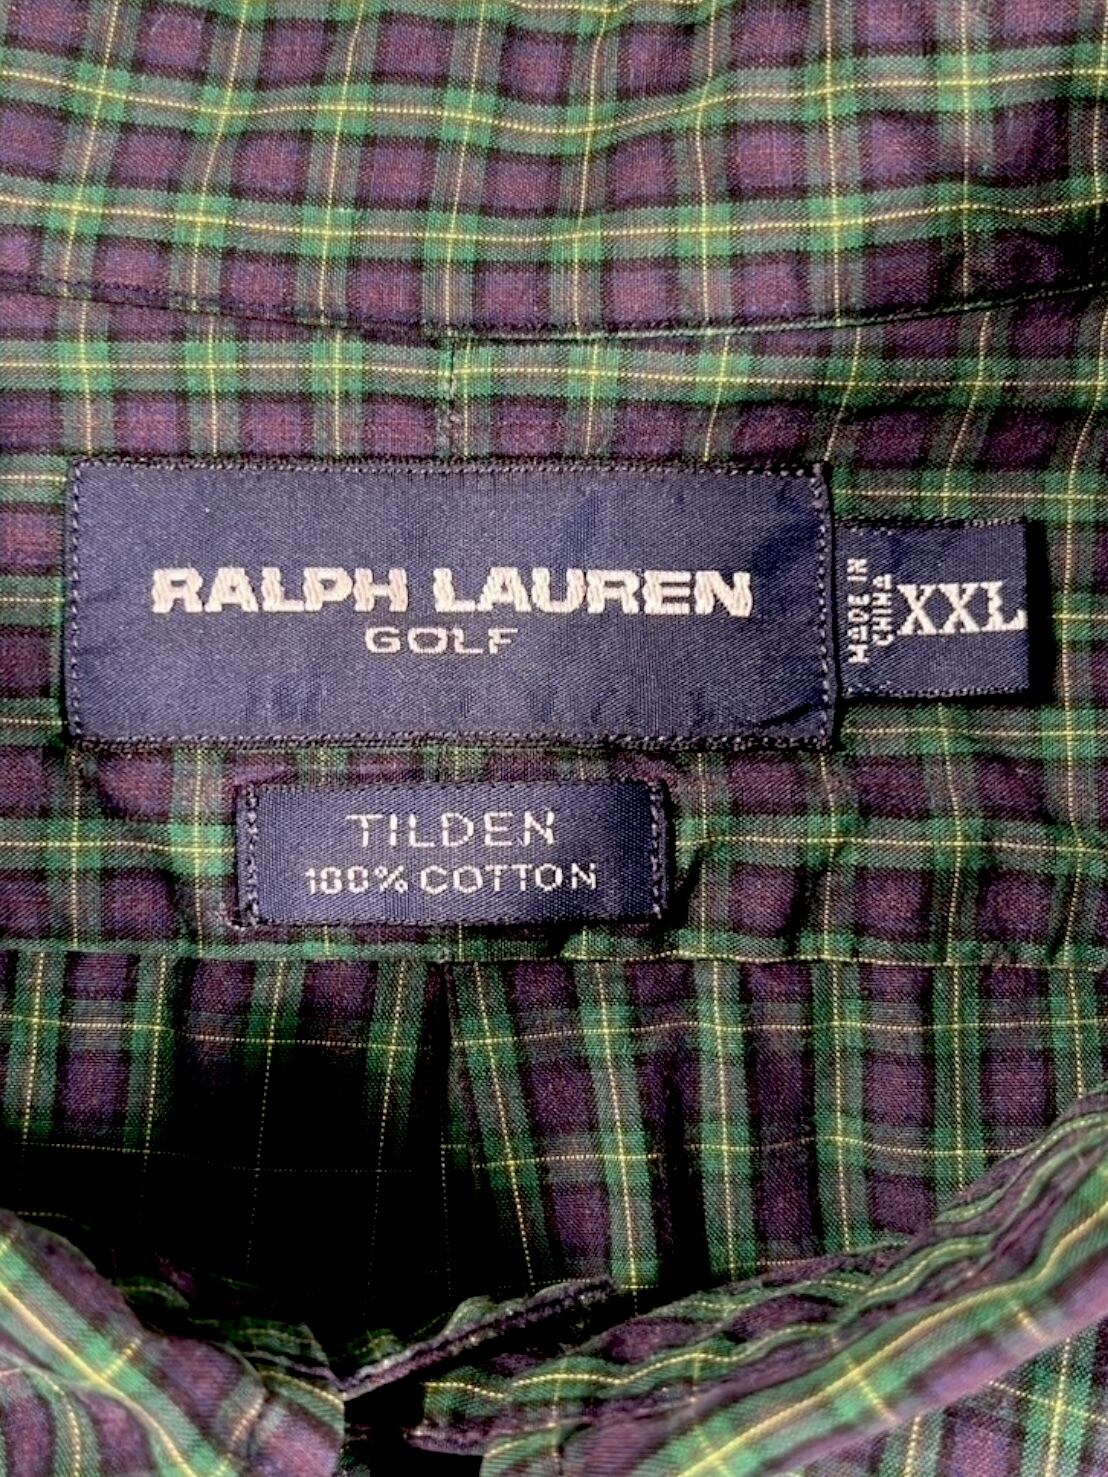 RALPH LAUREN
GOLF
MADE IN
CHINA
XXL
TILDEN
100% COTTON